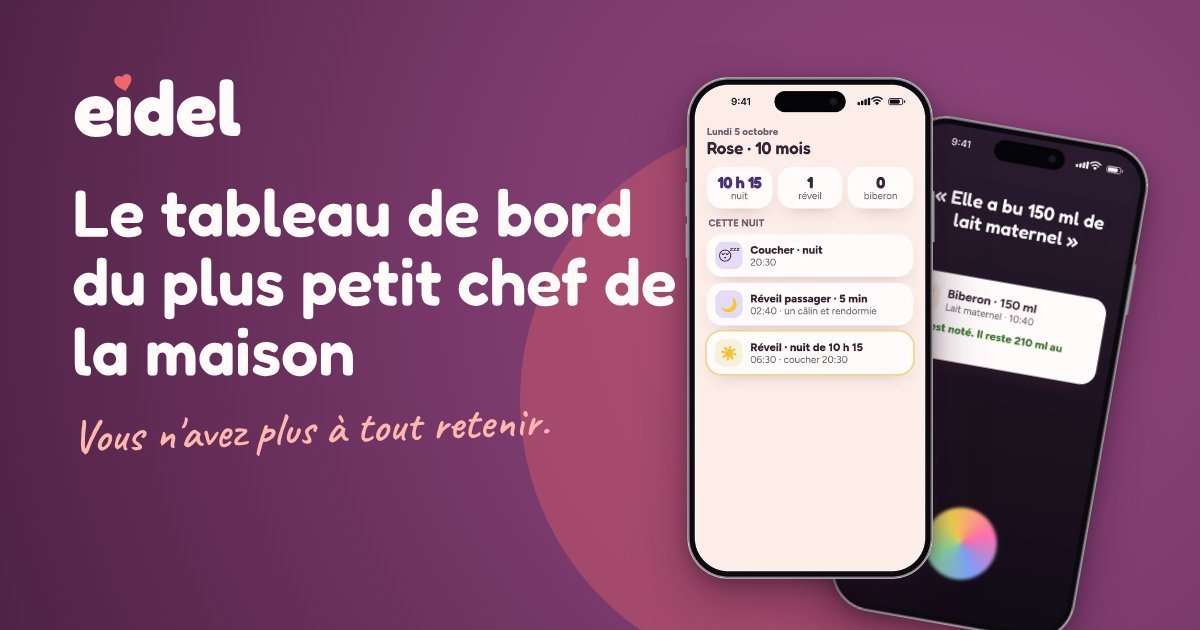 eidel
Le tableau de bord
du plus petit chef de
la maison
Vous n'avez plus à tout retenir.
9:41
Lundi 5 octobre
Rose · 10 mois
10 h 15
nuit
1
réveil
0
biberon
CETTE NUIT
Coucher · nuit
20:30
Réveil passager · 5 min
02:40 · un câlin et rendormie
Réveil · nuit de 10 h 15
06:30 · coucher 20:30
9:41
« Elle a bu 150 ml de
lait maternel »
Biberon · 150 ml
Lait maternel · 10:40
est noté. Il reste 210 ml au